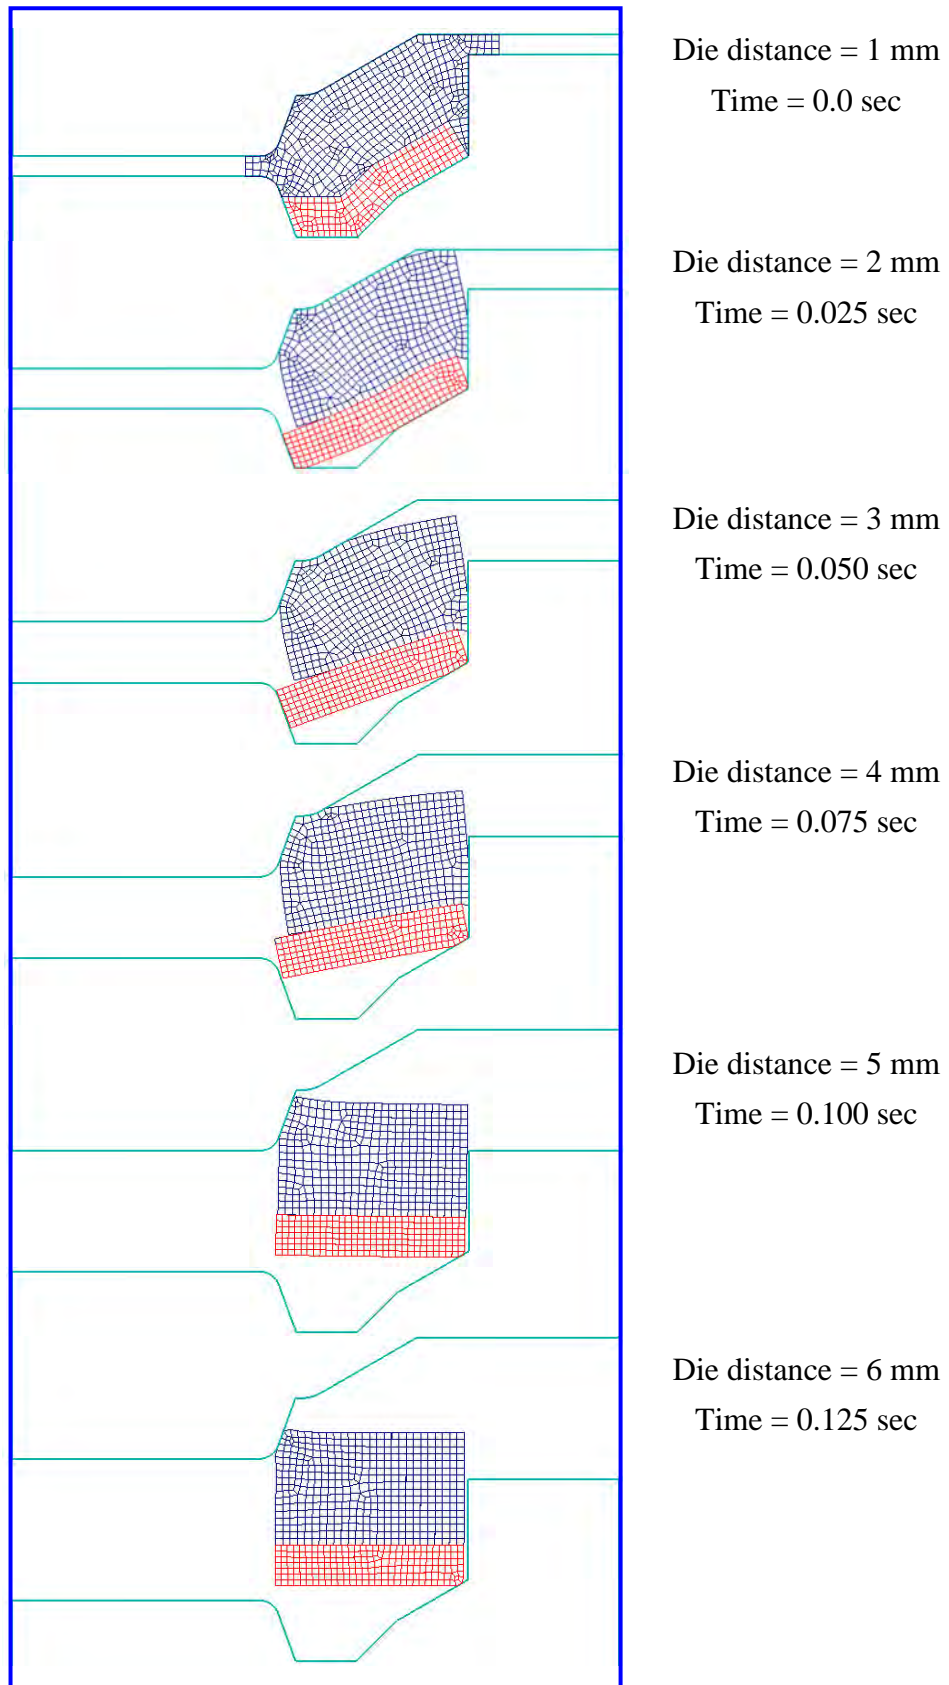 Die distance = 1 mm
Time = 0.0 sec
Die distance = 2 mm
Time = 0.025 sec
Die distance = 3 mm
Time = 0.050 sec
Die distance = 4 mm
Time = 0.075 sec
Die distance = 5 mm
Time = 0.100 sec
Die distance = 6 mm
Time = 0.125 sec